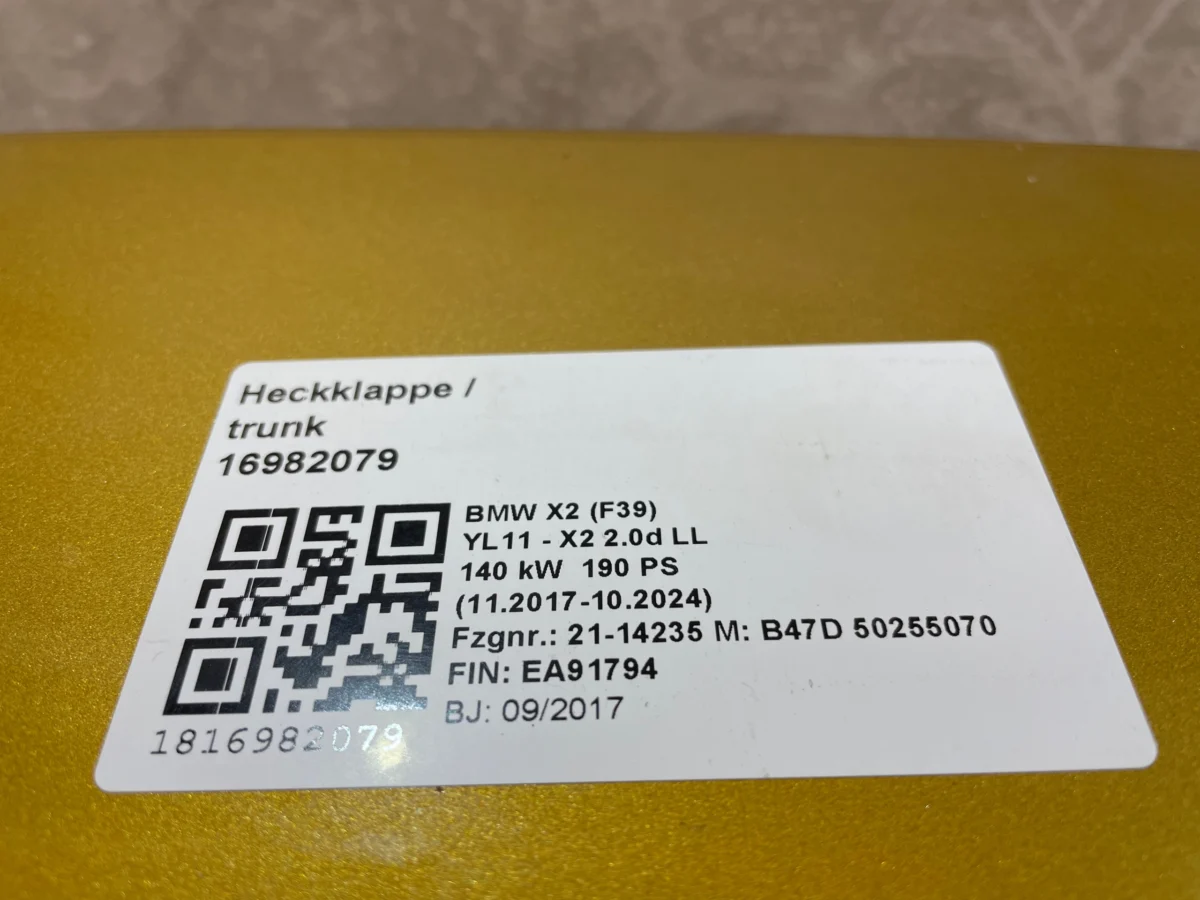 Heckklappe /
trunk
16982079
BMW X2 (F39)
YL11 - X2 2.0d LL
140 kW 190 PS
(11.2017-10.2024)
Fzgnr.: 21-14235 M: B47D 50255070
FIN: EA91794
BJ: 09/2017
1816982079